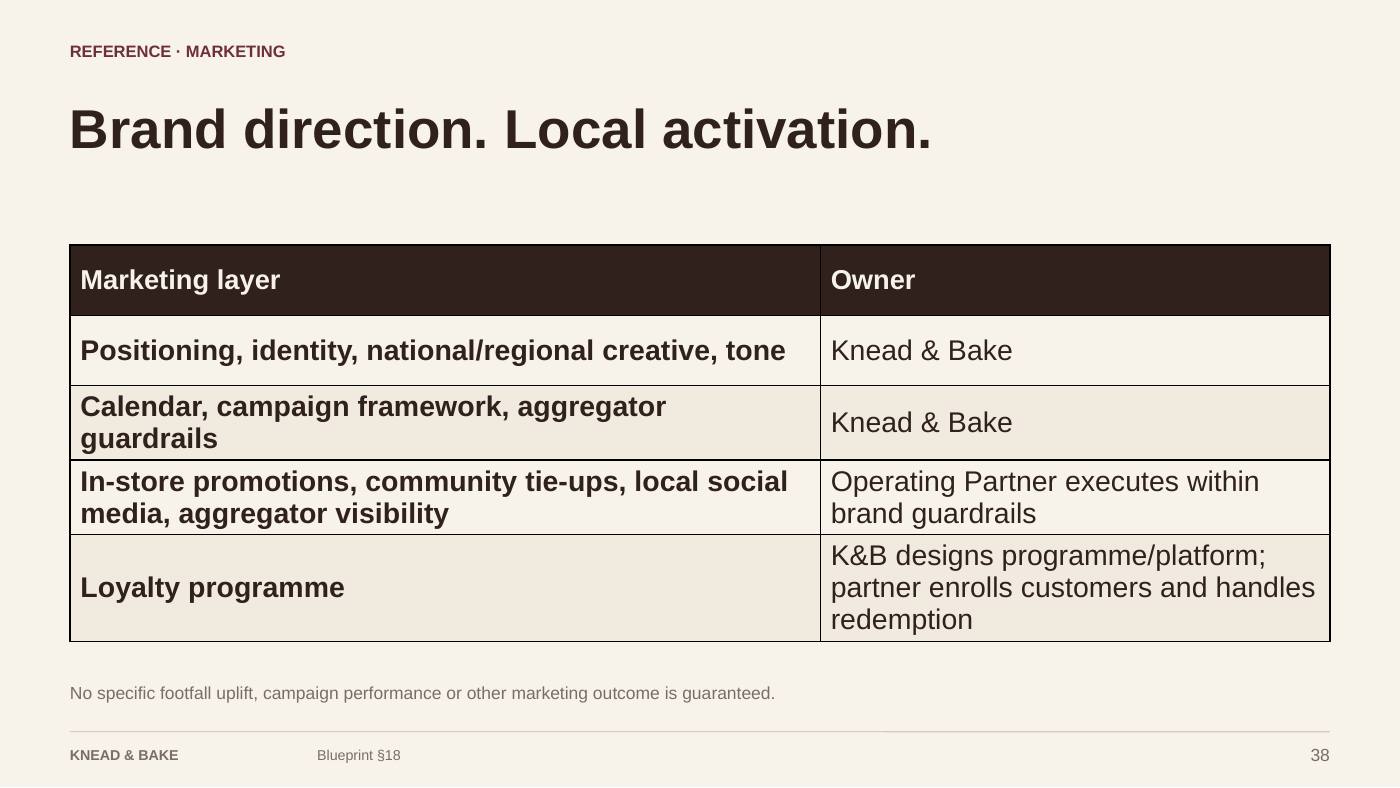 REFERENCE · MARKETING
Brand direction. Local activation.
Marketing layer
Owner
Positioning, identity, national/regional creative, tone
Knead & Bake
Calendar, campaign framework, aggregator
guardrails
Knead & Bake
In-store promotions, community tie-ups, local social
media, aggregator visibility
Operating Partner executes within
brand guardrails
Loyalty programme
K&B designs programme/platform;
partner enrolls customers and handles
redemption
No specific footfall uplift, campaign performance or other marketing outcome is guaranteed.
KNEAD & BAKE
Blueprint §18
38